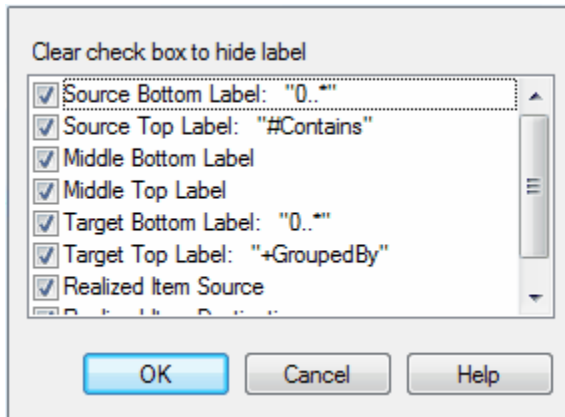 Clear check box to hide label
Source Bottom Label: "0..*"
Source Top Label: "#Contains"
Middle Bottom Label
Middle Top Label
Target Bottom Label: "0..*"
Target Top Label: "+GroupedBy"
Realized Item Source
OK Cancel Help